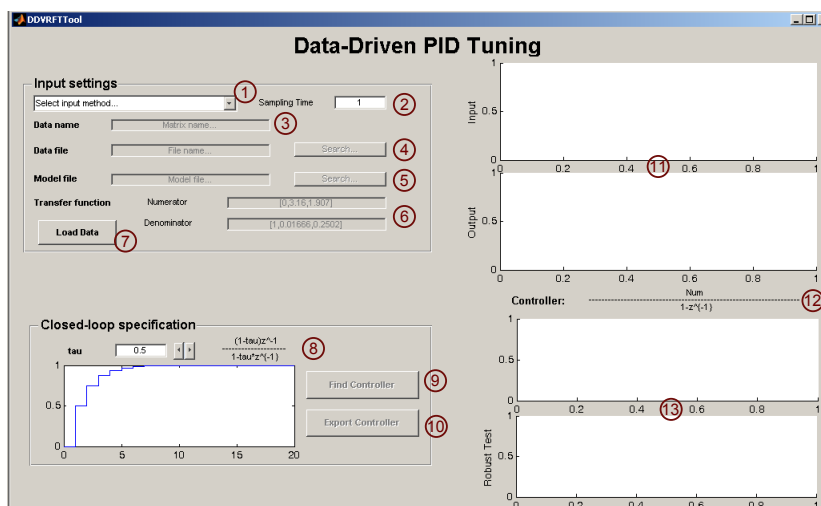 DDVRFTTool
Data-Driven PID Tuning
Input settings
1
Select input method...
Sampling Time
1
2
Data name
Matrix name...
3
Data file
File name...
Search...
4
Model file
Model file...
Search...
5
Transfer function
Numerator
[0,3.16,1.907]
Denominator
[1,0.01666,0.2502]
6
Load Data
7
Closed-loop specification
tau
0.5
(1-tau)z^-1
1-tau*z^(-1)
8
1
0.5
0
0 5 10 15 20
Find Controller
9
Export Controller
10
Input
1
0.5
0
0 0.2 0.4 0.6 0.8 1
11
Output
1
0.5
0
0 0.2 0.4 0.6 0.8 1
Controller:
Num
1-z^(-1)
12
1
0.5
0
0 0.2 0.4 0.6 0.8 1
13
Robust Test
1
0.5
0
0 0.2 0.4 0.6 0.8 1